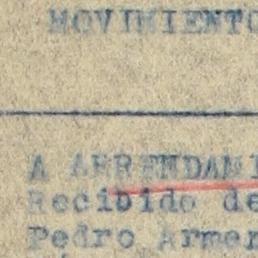 MOVIMIENTO
A ARRENDAMI
Recibido de
Pedro Armen